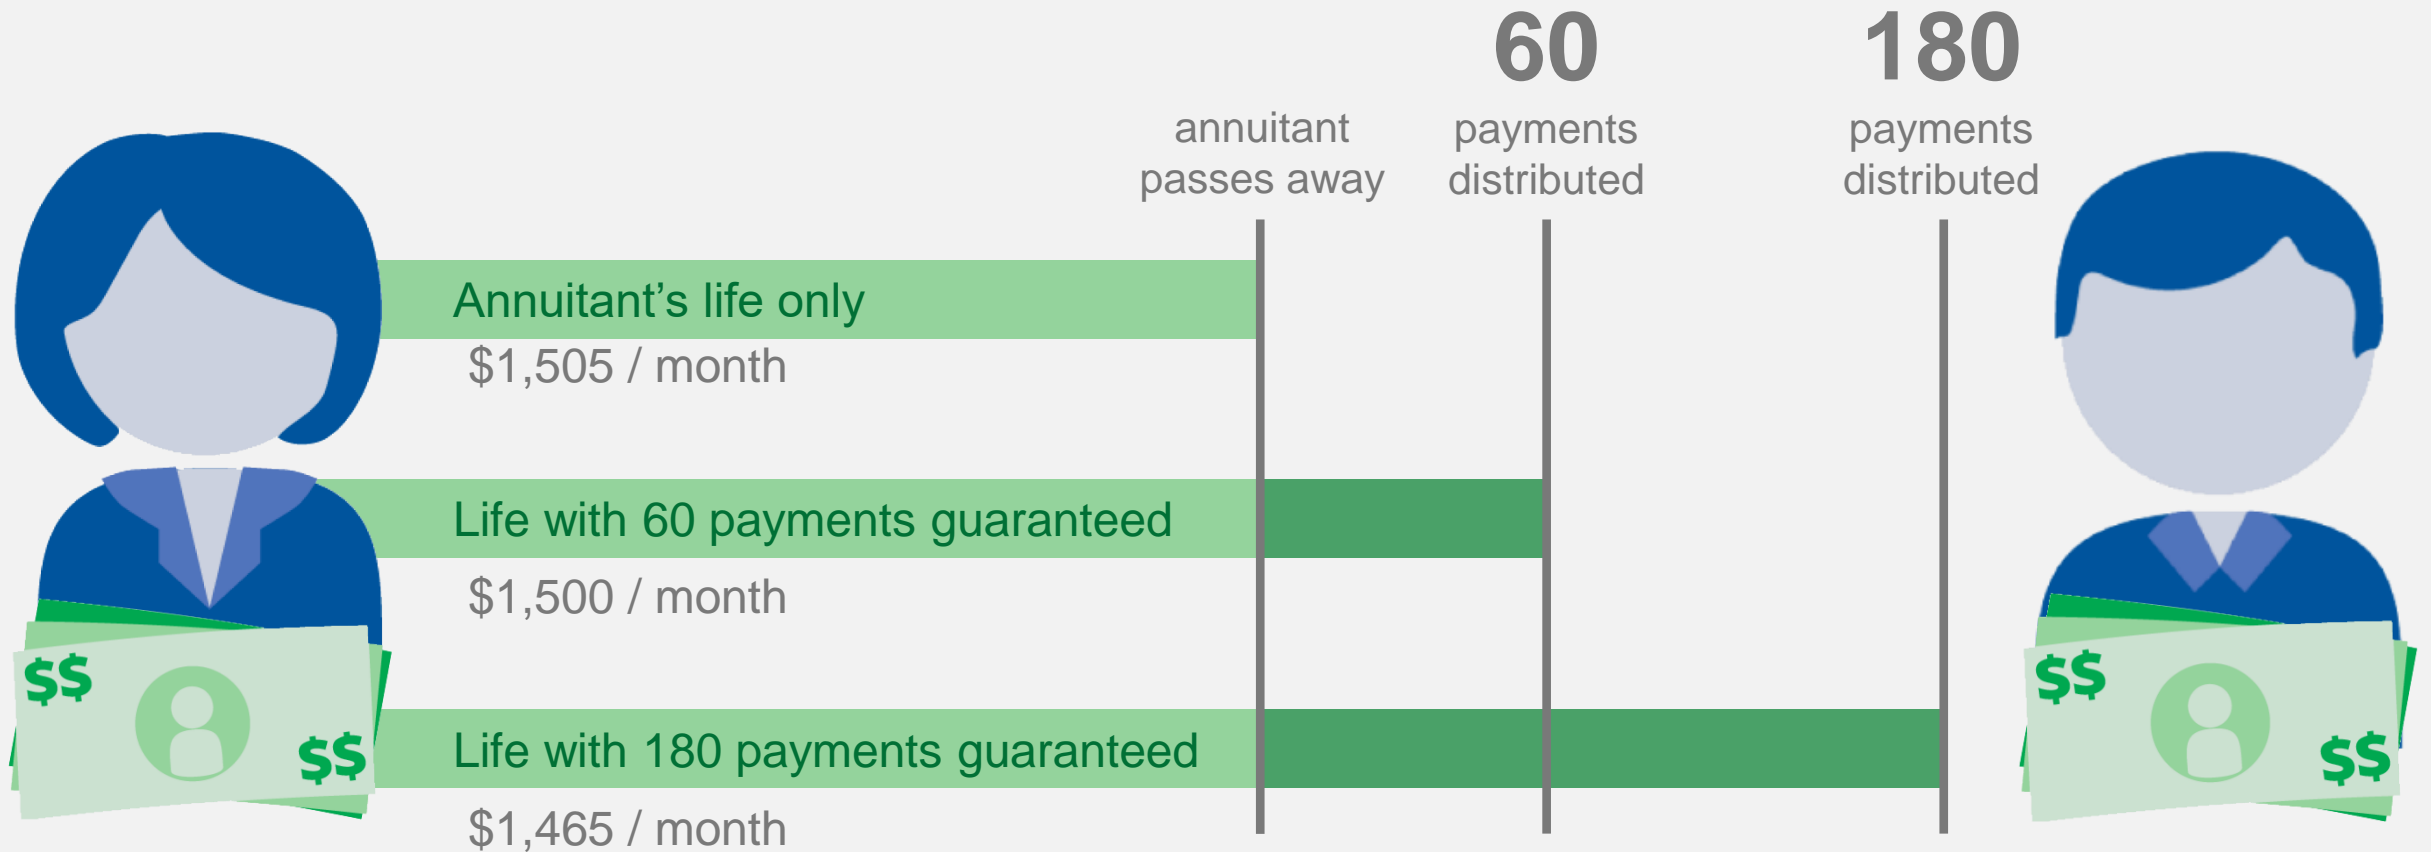 60
180
annuitant
passes away
payments
distributed
payments
distributed
Annuitant’s life only
$1,505 / month
Life with 60 payments guaranteed
$1,500 / month
$$
$$
Life with 180 payments guaranteed
$1,465 / month
$$
$$